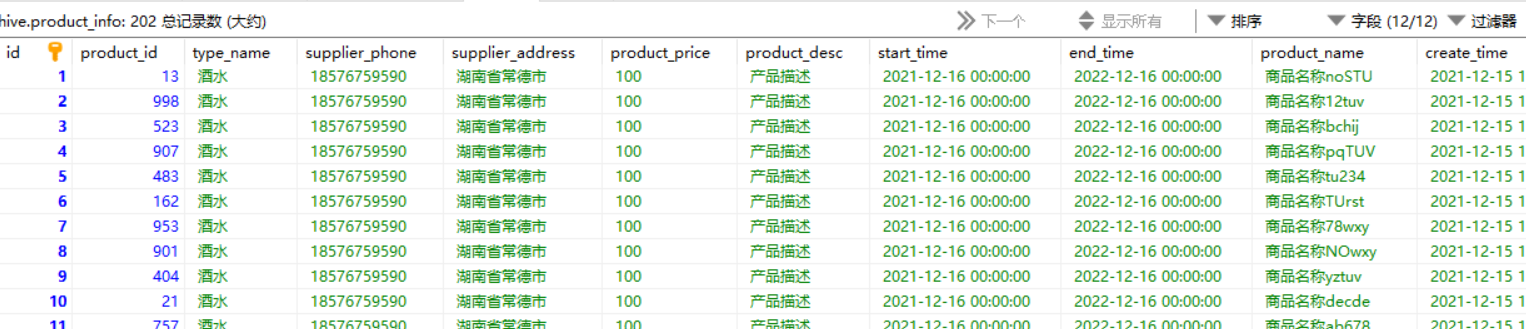 hive.product_info: 202 总记录数 (大约) 下一个 显示所有 排序 字段 (12/12) 过滤器
id product_id type_name supplier_phone supplier_address product_price product_desc start_time end_time product_name create_time
1 13 酒水 18576759590 湖南省常德市 100 产品描述 2021-12-16 00:00:00 2022-12-16 00:00:00 商品名称noSTU 2021-12-15 1
2 998 酒水 18576759590 湖南省常德市 100 产品描述 2021-12-16 00:00:00 2022-12-16 00:00:00 商品名称12tuv 2021-12-15 1
3 523 酒水 18576759590 湖南省常德市 100 产品描述 2021-12-16 00:00:00 2022-12-16 00:00:00 商品名称bchij 2021-12-15 1
4 907 酒水 18576759590 湖南省常德市 100 产品描述 2021-12-16 00:00:00 2022-12-16 00:00:00 商品名称pqTUV 2021-12-15 1
5 483 酒水 18576759590 湖南省常德市 100 产品描述 2021-12-16 00:00:00 2022-12-16 00:00:00 商品名称tu234 2021-12-15 1
6 162 酒水 18576759590 湖南省常德市 100 产品描述 2021-12-16 00:00:00 2022-12-16 00:00:00 商品名称TUrst 2021-12-15 1
7 953 酒水 18576759590 湖南省常德市 100 产品描述 2021-12-16 00:00:00 2022-12-16 00:00:00 商品名称78wxy 2021-12-15 1
8 901 酒水 18576759590 湖南省常德市 100 产品描述 2021-12-16 00:00:00 2022-12-16 00:00:00 商品名称NOwxy 2021-12-15 1
9 404 酒水 18576759590 湖南省常德市 100 产品描述 2021-12-16 00:00:00 2022-12-16 00:00:00 商品名称yztuv 2021-12-15 1
10 21 酒水 18576759590 湖南省常德市 100 产品描述 2021-12-16 00:00:00 2022-12-16 00:00:00 商品名称decde 2021-12-15 1
11 757 酒水 18576759590 湖南省常德市 100 产品描述 2021-12-16 00:00:00 2022-12-16 00:00:00 商品名称ab678 2021-12-15 1